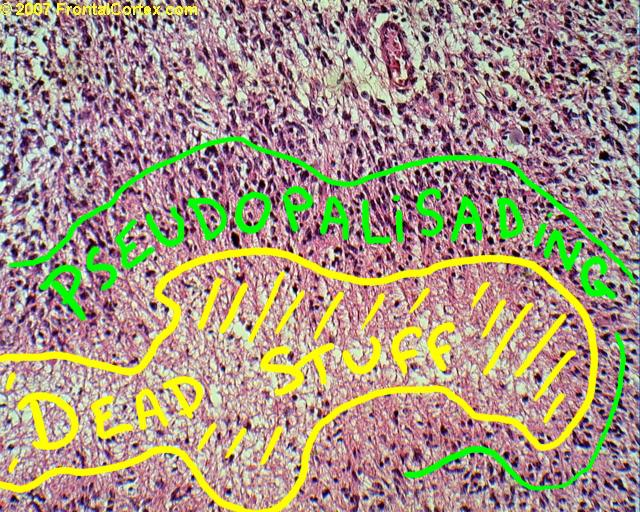 © 2007 FrontalCortex.com
PSEUDOPALiSADiNG
DEAD STUFF